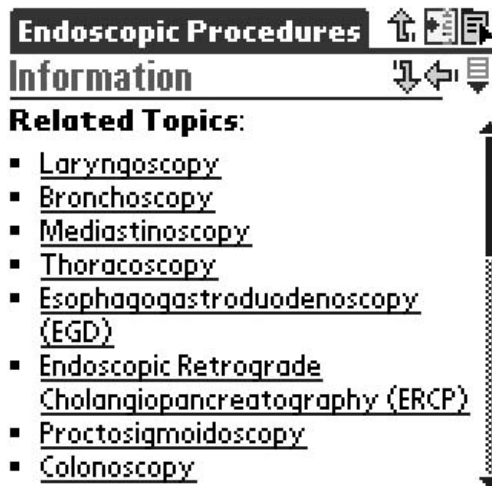 Endoscopic Procedures
Information
Related Topics:
▪ Laryngoscopy
▪ Bronchoscopy
▪ Mediastinoscopy
▪ Thoracoscopy
▪ Esophagogastroduodenoscopy
(EGD)
▪ Endoscopic Retrograde
Cholangiopancreatography (ERCP)
▪ Proctosigmoidoscopy
▪ Colonoscopy